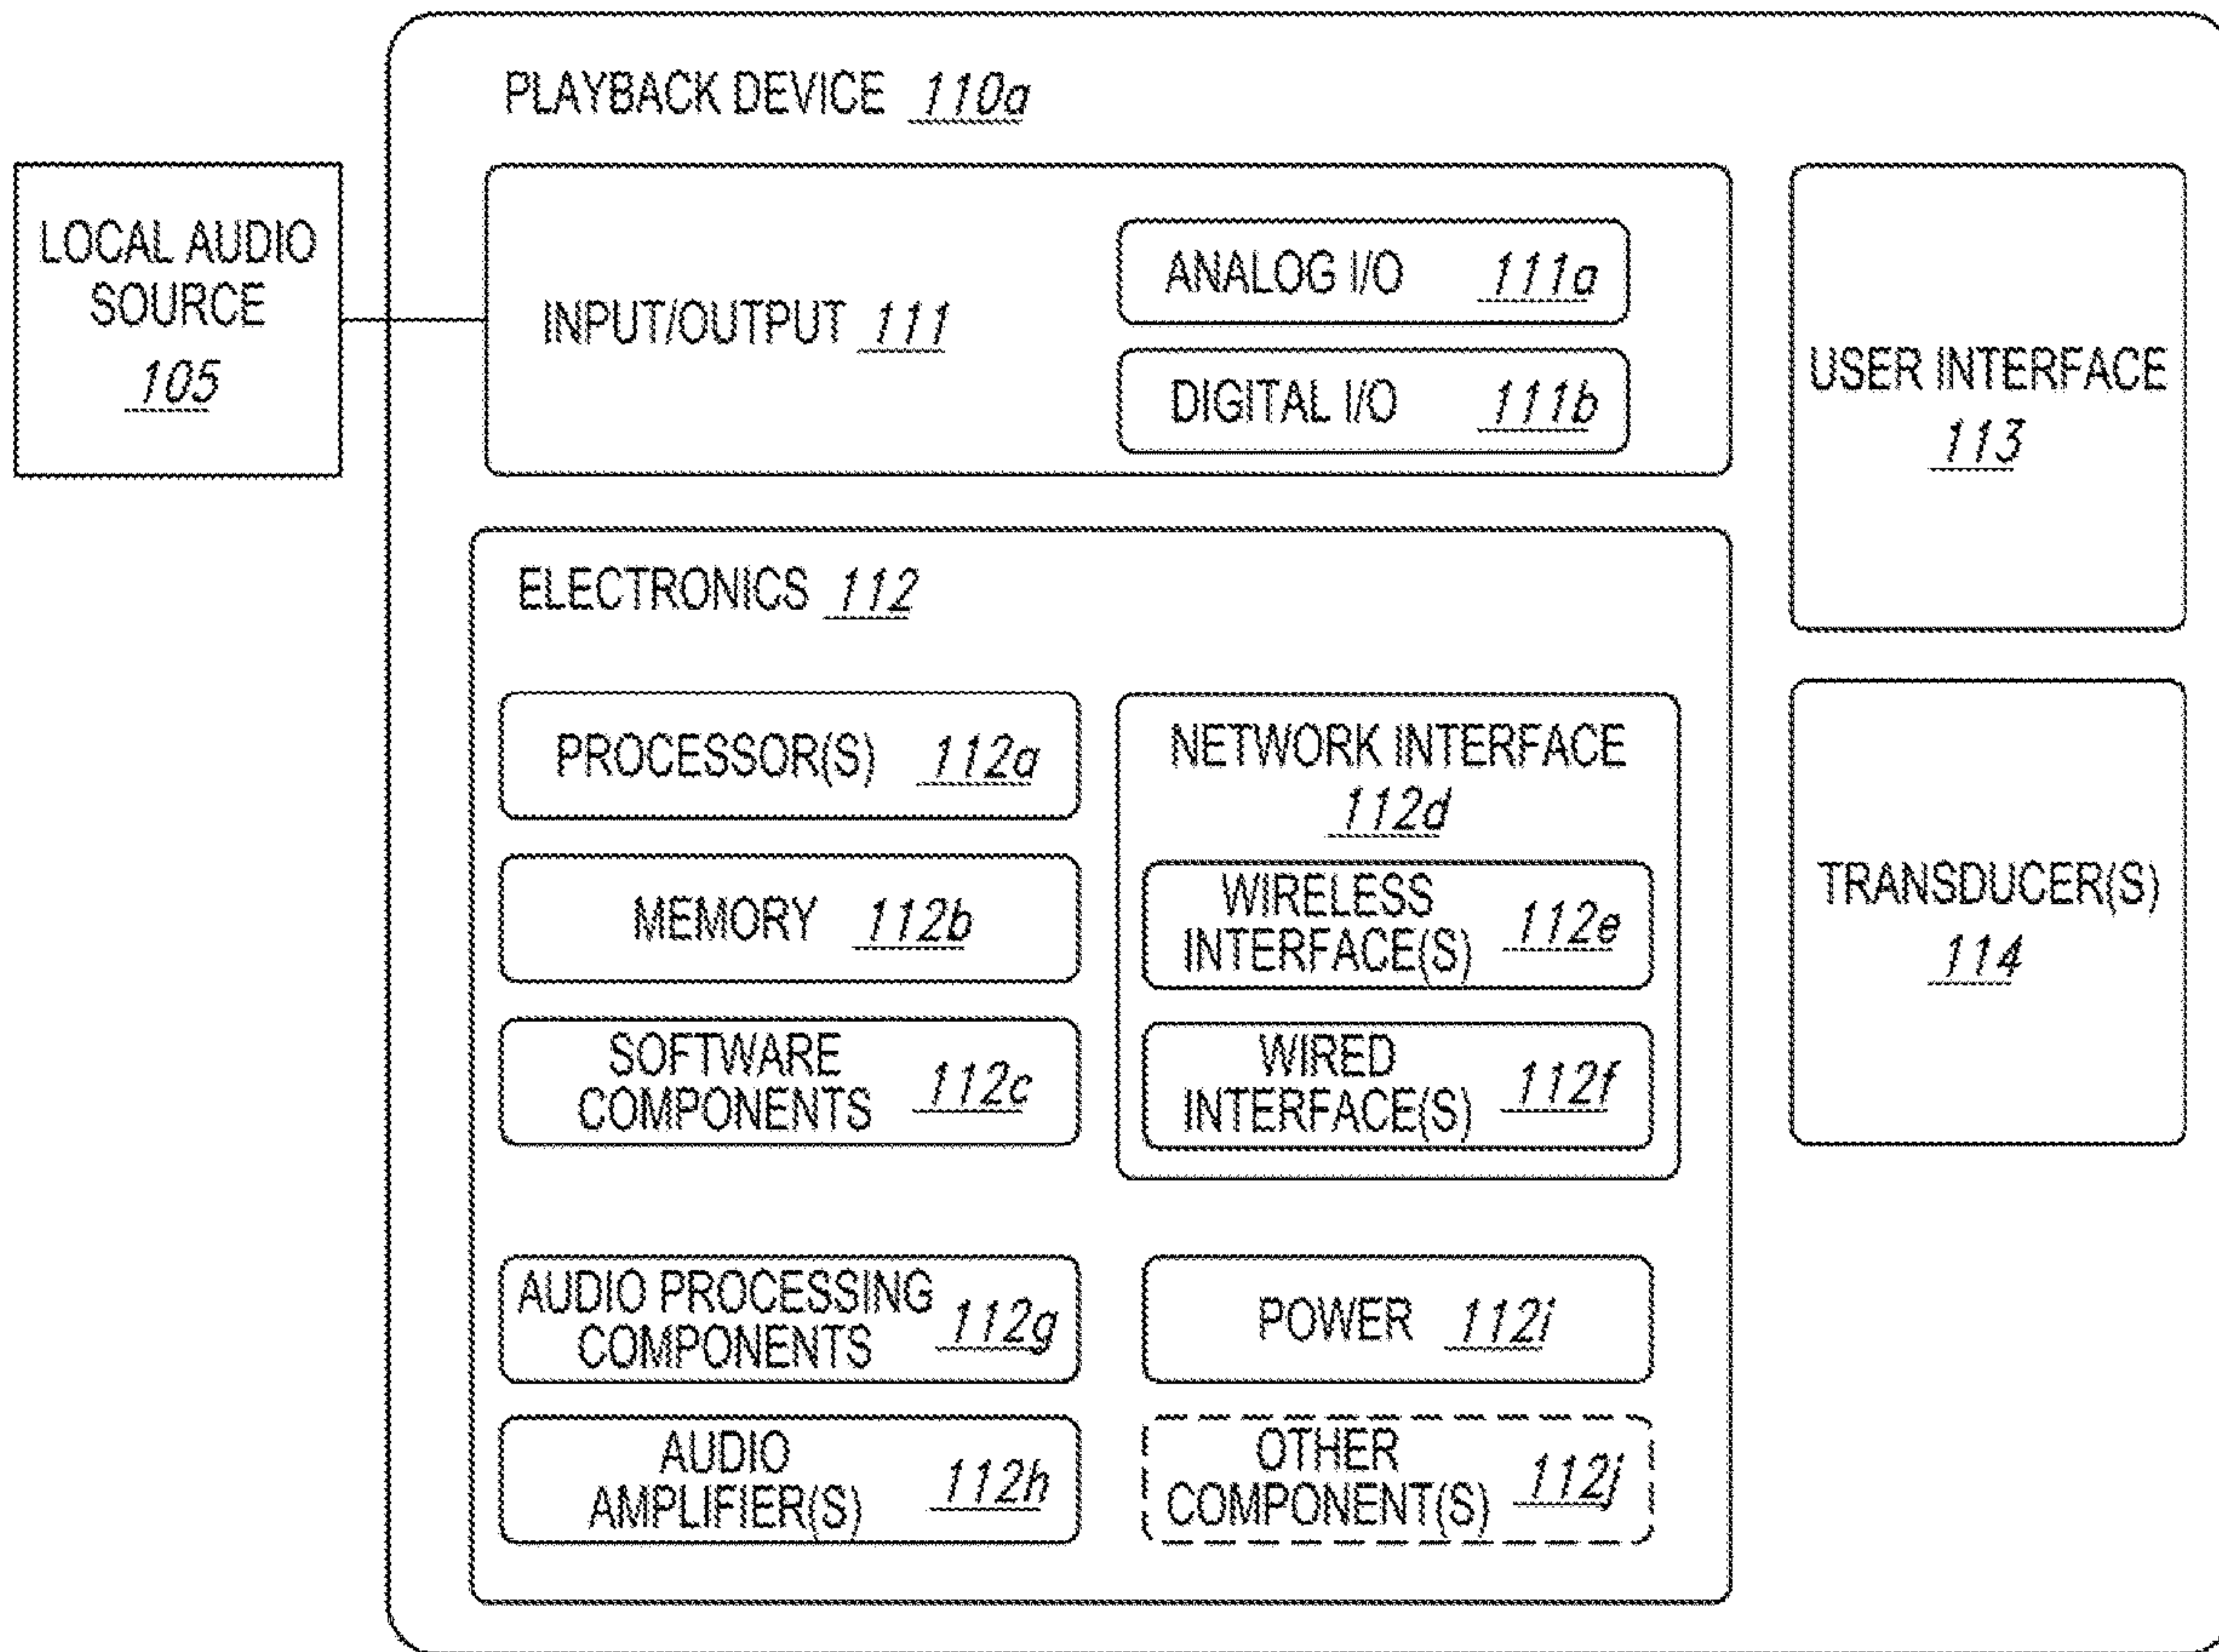 PLAYBACK DEVICE 110a
LOCAL AUDIO
SOURCE
105
INPUT/OUTPUT 111
ANALOG I/O 111a
DIGITAL I/O 111b
USER INTERFACE
113
ELECTRONICS 112
PROCESSOR(S) 112a
MEMORY 112b
SOFTWARE
COMPONENTS 112c
NETWORK INTERFACE
112d
WIRELESS
INTERFACE(S) 112e
WIRED
INTERFACE(S) 112f
TRANSDUCER(S)
114
AUDIO PROCESSING
COMPONENTS 112g
POWER 112i
AUDIO
AMPLIFIER(S) 112h
OTHER
COMPONENT(S) 112j